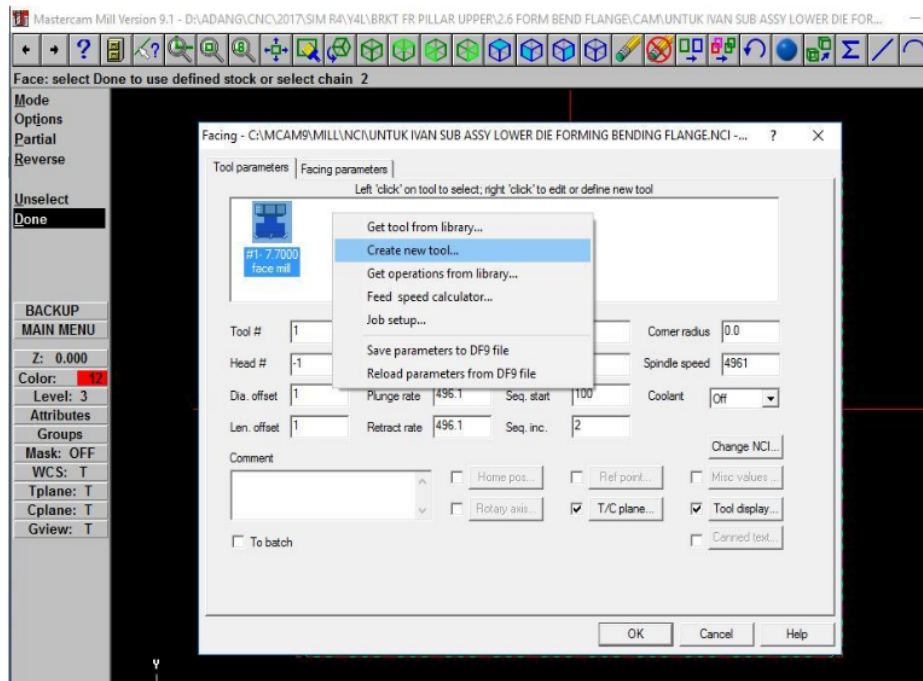 Mastercam Mill Version 9.1 - D:\ADANG\CNC\2017\SIM R4\Y4L\BRKT FR PILLAR UPPER\2.6 FORM BEND FLANGE\CAM\UNTUK IVAN SUB ASSY LOWER DIE FOR...
Face: select Done to use defined stock or select chain 2
Mode
Options
Partial
Reverse
Unselect
Done
BACKUP
MAIN MENU
Z: 0.000
Color: 12
Level: 3
Attributes
Groups
Mask: OFF
WCS: T
Tplane: T
Cplane: T
Gview: T
Facing - C:\MCAM9\MILL\NCI\UNTUK IVAN SUB ASSY LOWER DIE FORMING BENDING FLANGE.NCI -... ? X
Tool parameters Facing parameters
Left 'click' on tool to select; right 'click' to edit or define new tool
#1- 7.7000
face mill
Get tool from library...
Create new tool...
Get operations from library...
Feed speed calculator...
Job setup...
Save parameters to DF9 file
Reload parameters from DF9 file
Tool # 1 Corner radius 0.0
Head # -1 Spindle speed 4961
Dia. offset 1 Plunge rate 496.1 Seq. start 100 Coolant Off
Len. offset 1 Retract rate 496.1 Seq. inc. 2
Change NCI...
Comment
Home pos... Ref point... Misc values ...
Rotary axis... T/C plane... Tool display...
To batch Canned text...
OK Cancel Help
Y